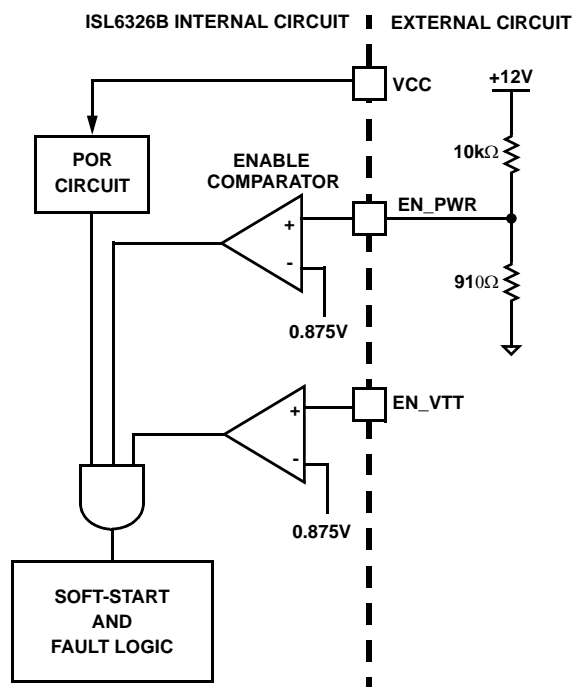 ISL6326B INTERNAL CIRCUIT
EXTERNAL CIRCUIT
VCC
+12V
POR
CIRCUIT
ENABLE
COMPARATOR
10kΩ
+
EN_PWR
-
910Ω
0.875V
+
EN_VTT
-
0.875V
SOFT-START
AND
FAULT LOGIC